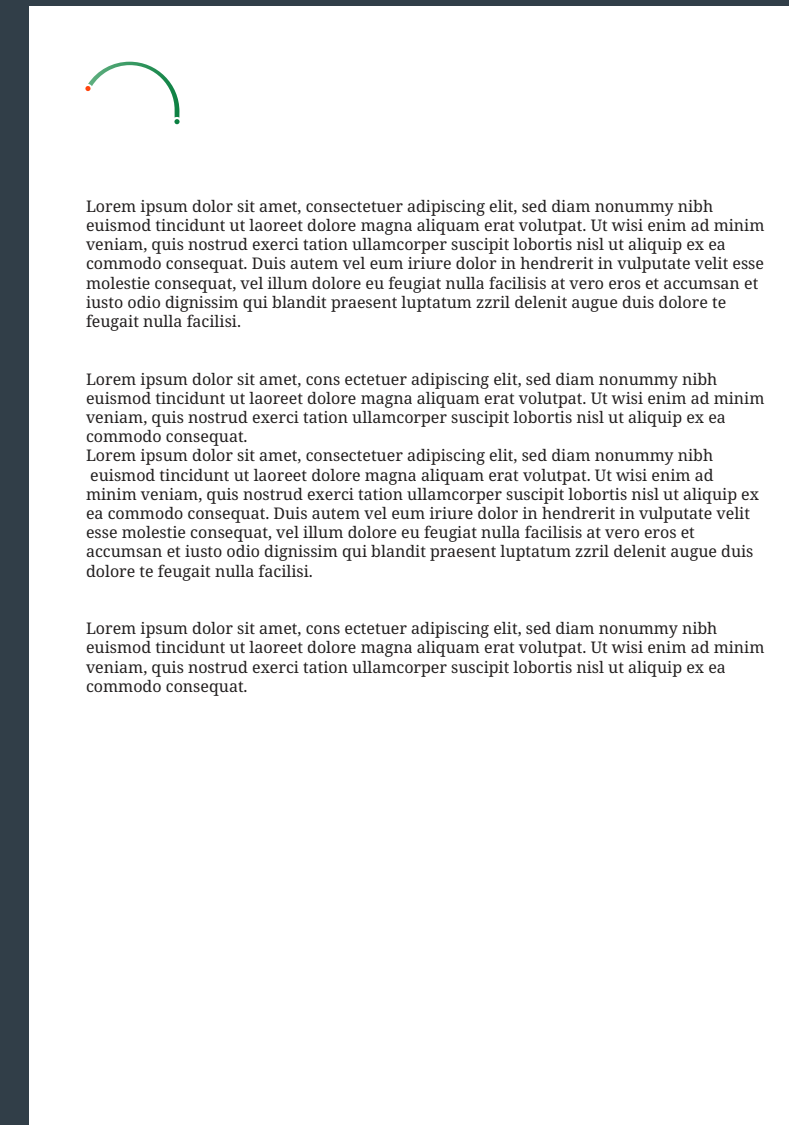 Lorem ipsum dolor sit amet, consectetuer adipiscing elit, sed diam nonummy nibh
euismod tincidunt ut laoreet dolore magna aliquam erat volutpat. Ut wisi enim ad minim
veniam, quis nostrud exerci tation ullamcorper suscipit lobortis nisl ut aliquip ex ea
commodo consequat. Duis autem vel eum iriure dolor in hendrerit in vulputate velit esse
molestie consequat, vel illum dolore eu feugiat nulla facilisis at vero eros et accumsan et
iusto odio dignissim qui blandit praesent luptatum zzril delenit augue duis dolore te
feugait nulla facilisi.
Lorem ipsum dolor sit amet, cons ectetuer adipiscing elit, sed diam nonummy nibh
euismod tincidunt ut laoreet dolore magna aliquam erat volutpat. Ut wisi enim ad minim
veniam, quis nostrud exerci tation ullamcorper suscipit lobortis nisl ut aliquip ex ea
commodo consequat.
Lorem ipsum dolor sit amet, consectetuer adipiscing elit, sed diam nonummy nibh
euismod tincidunt ut laoreet dolore magna aliquam erat volutpat. Ut wisi enim ad
minim veniam, quis nostrud exerci tation ullamcorper suscipit lobortis nisl ut aliquip ex
ea commodo consequat. Duis autem vel eum iriure dolor in hendrerit in vulputate velit
esse molestie consequat, vel illum dolore eu feugiat nulla facilisis at vero eros et
accumsan et iusto odio dignissim qui blandit praesent luptatum zzril delenit augue duis
dolore te feugait nulla facilisi.
Lorem ipsum dolor sit amet, cons ectetuer adipiscing elit, sed diam nonummy nibh
euismod tincidunt ut laoreet dolore magna aliquam erat volutpat. Ut wisi enim ad minim
veniam, quis nostrud exerci tation ullamcorper suscipit lobortis nisl ut aliquip ex ea
commodo consequat.